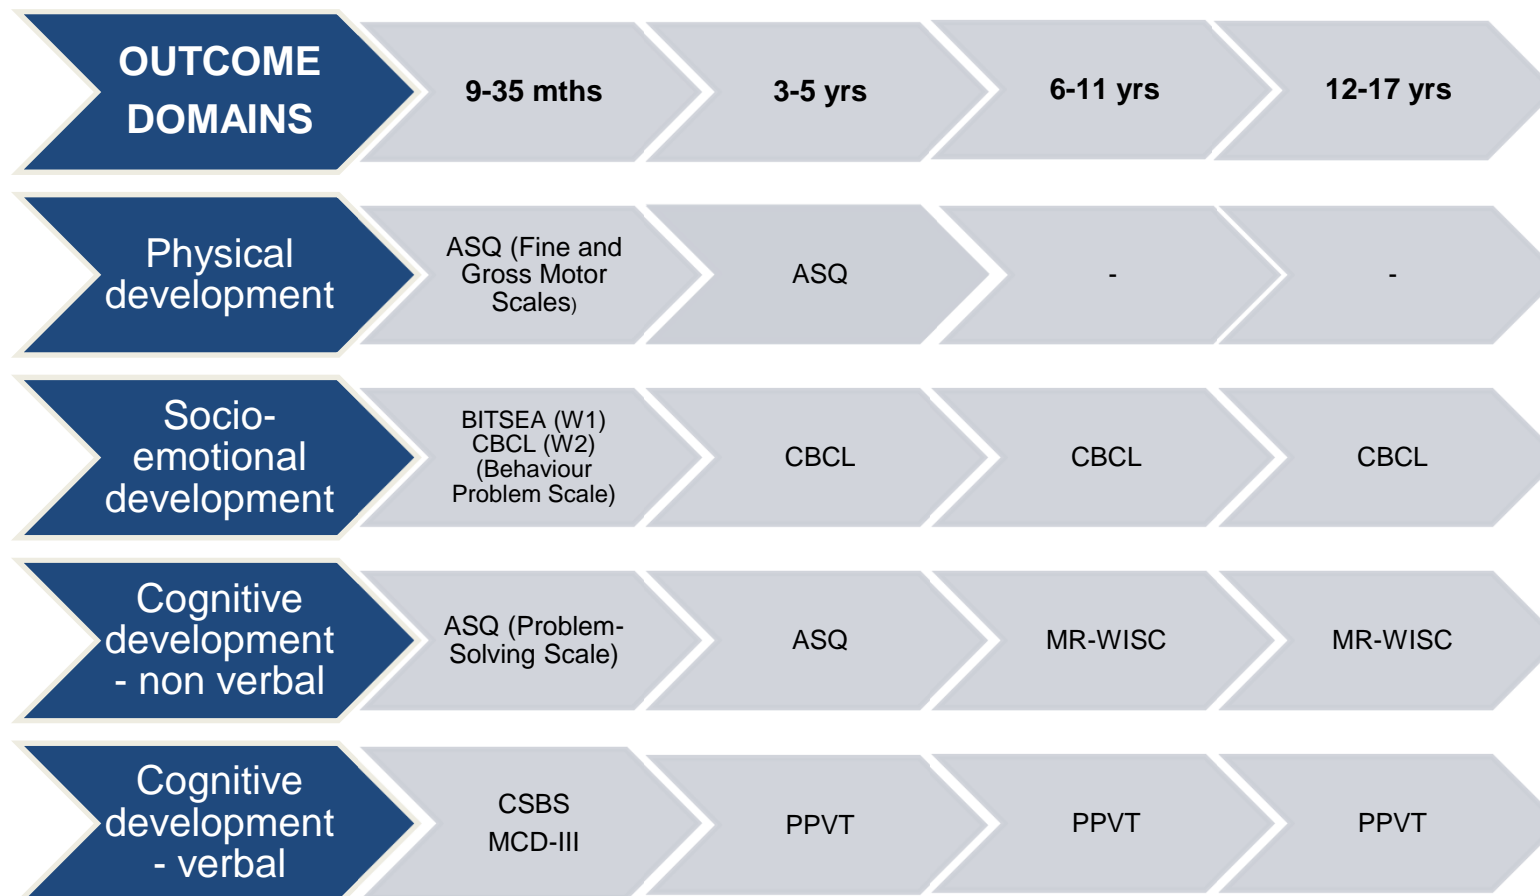 OUTCOME
DOMAINS
9-35 mths
3-5 yrs
6-11 yrs
12-17 yrs
Physical
development
ASQ (Fine and
Gross Motor
Scales)
ASQ
-
-
Socio-
emotional
development
BITSEA (W1)
CBCL (W2)
(Behaviour
Problem Scale)
CBCL
CBCL
CBCL
Cognitive
development
- non verbal
ASQ (Problem-
Solving Scale)
ASQ
MR-WISC
MR-WISC
Cognitive
development
- verbal
CSBS
MCD-III
PPVT
PPVT
PPVT